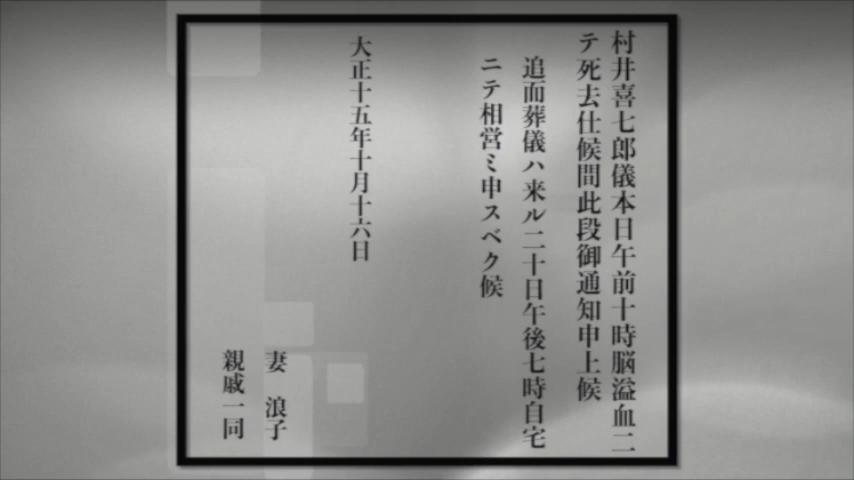 村井喜七郎儀本日午前十時脳溢血ニ
テ死去仕候間此段御通知申上候
追而葬儀ハ来ル二十日午後七時自宅
ニテ相営ミ申スベク候
大正十五年十月十六日
妻 浪子
親戚一同